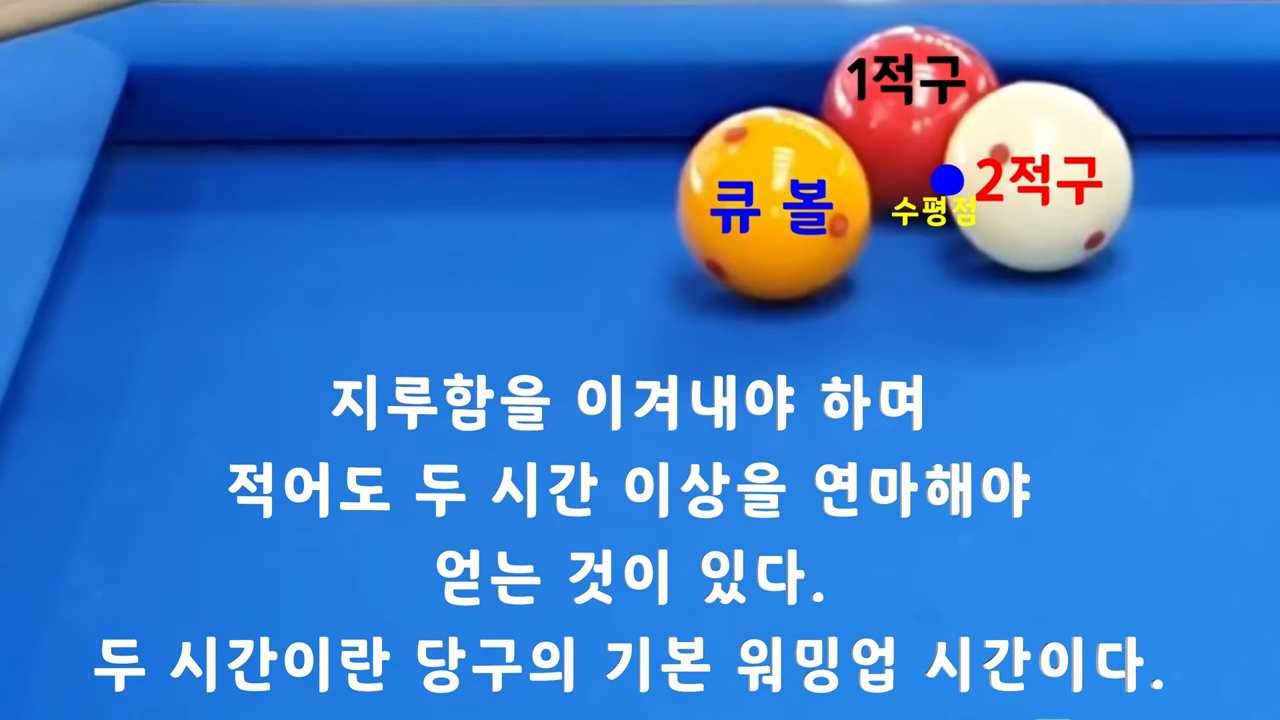 1적구
큐 볼
2적구
수평점
지루함을 이겨내야 하며
적어도 두 시간 이상을 연마해야
얻는 것이 있다.
두 시간이란 당구의 기본 워밍업 시간이다.